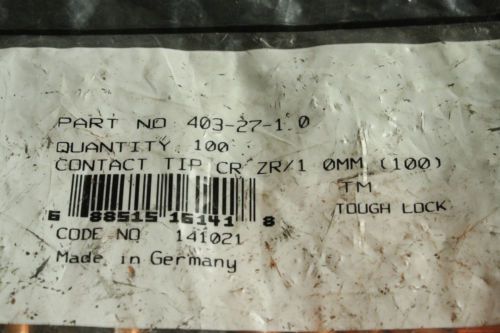 PART NO 403-27-1.0
QUANTITY 100
CONTACT TIP CR ZR/1 0MM (100)
TM
6 88515 15141 8
TOUGH LOCK
CODE NO 141021
Made in Germany